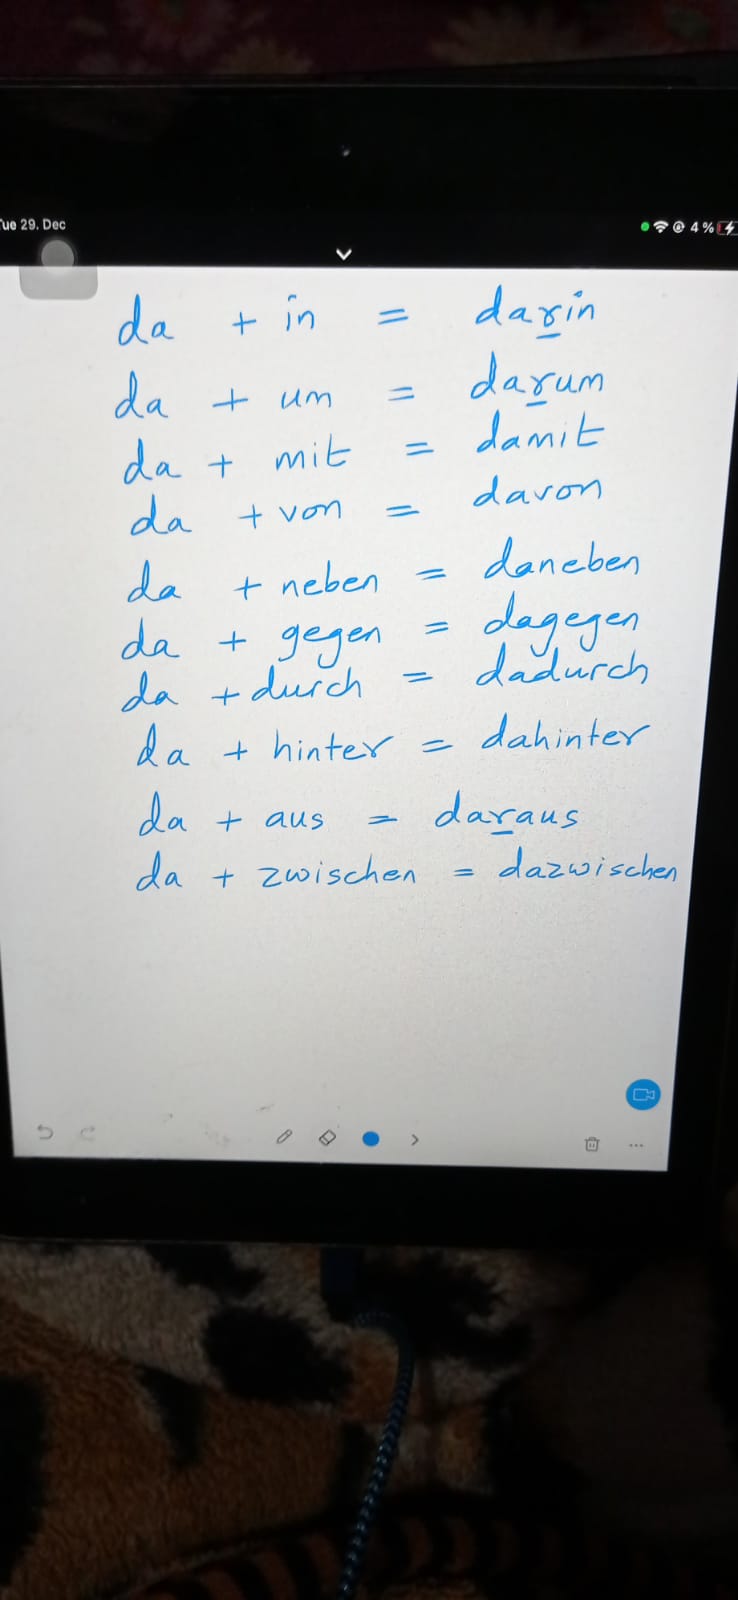 Tue 29. Dec 4%
da + in = darin
da + um = darum
da + mit = damit
da + von = davon
da + neben = daneben
da + gegen = dagegen
da + durch = dadurch
da + hinter = dahinter
da + aus = daraus
da + zwischen = dazwischen